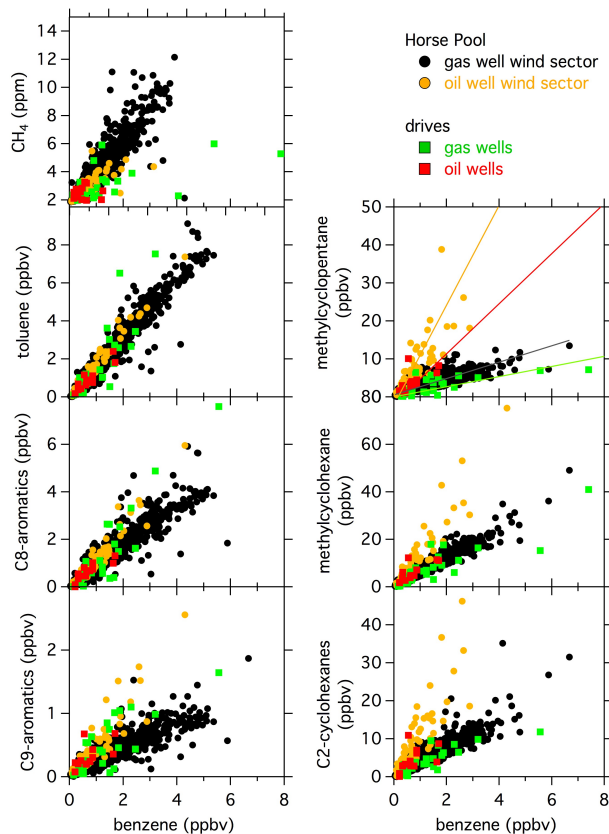 Horse Pool
gas well wind sector
oil well wind sector
drives
gas wells
oil wells
CH4 (ppm)
14
12
10
8
6
4
2
toluene (ppbv)
8
6
4
2
0
C8-aromatics (ppbv)
6
4
2
0
C9-aromatics (ppbv)
2
1
0
0 2 4 6 8
benzene (ppbv)
methylcyclopentane
(ppbv)
50
40
30
20
10
80
methylcyclohexane
(ppbv)
60
40
20
0
C2-cyclohexanes
(ppbv)
40
30
20
10
0
0 2 4 6 8
benzene (ppbv)